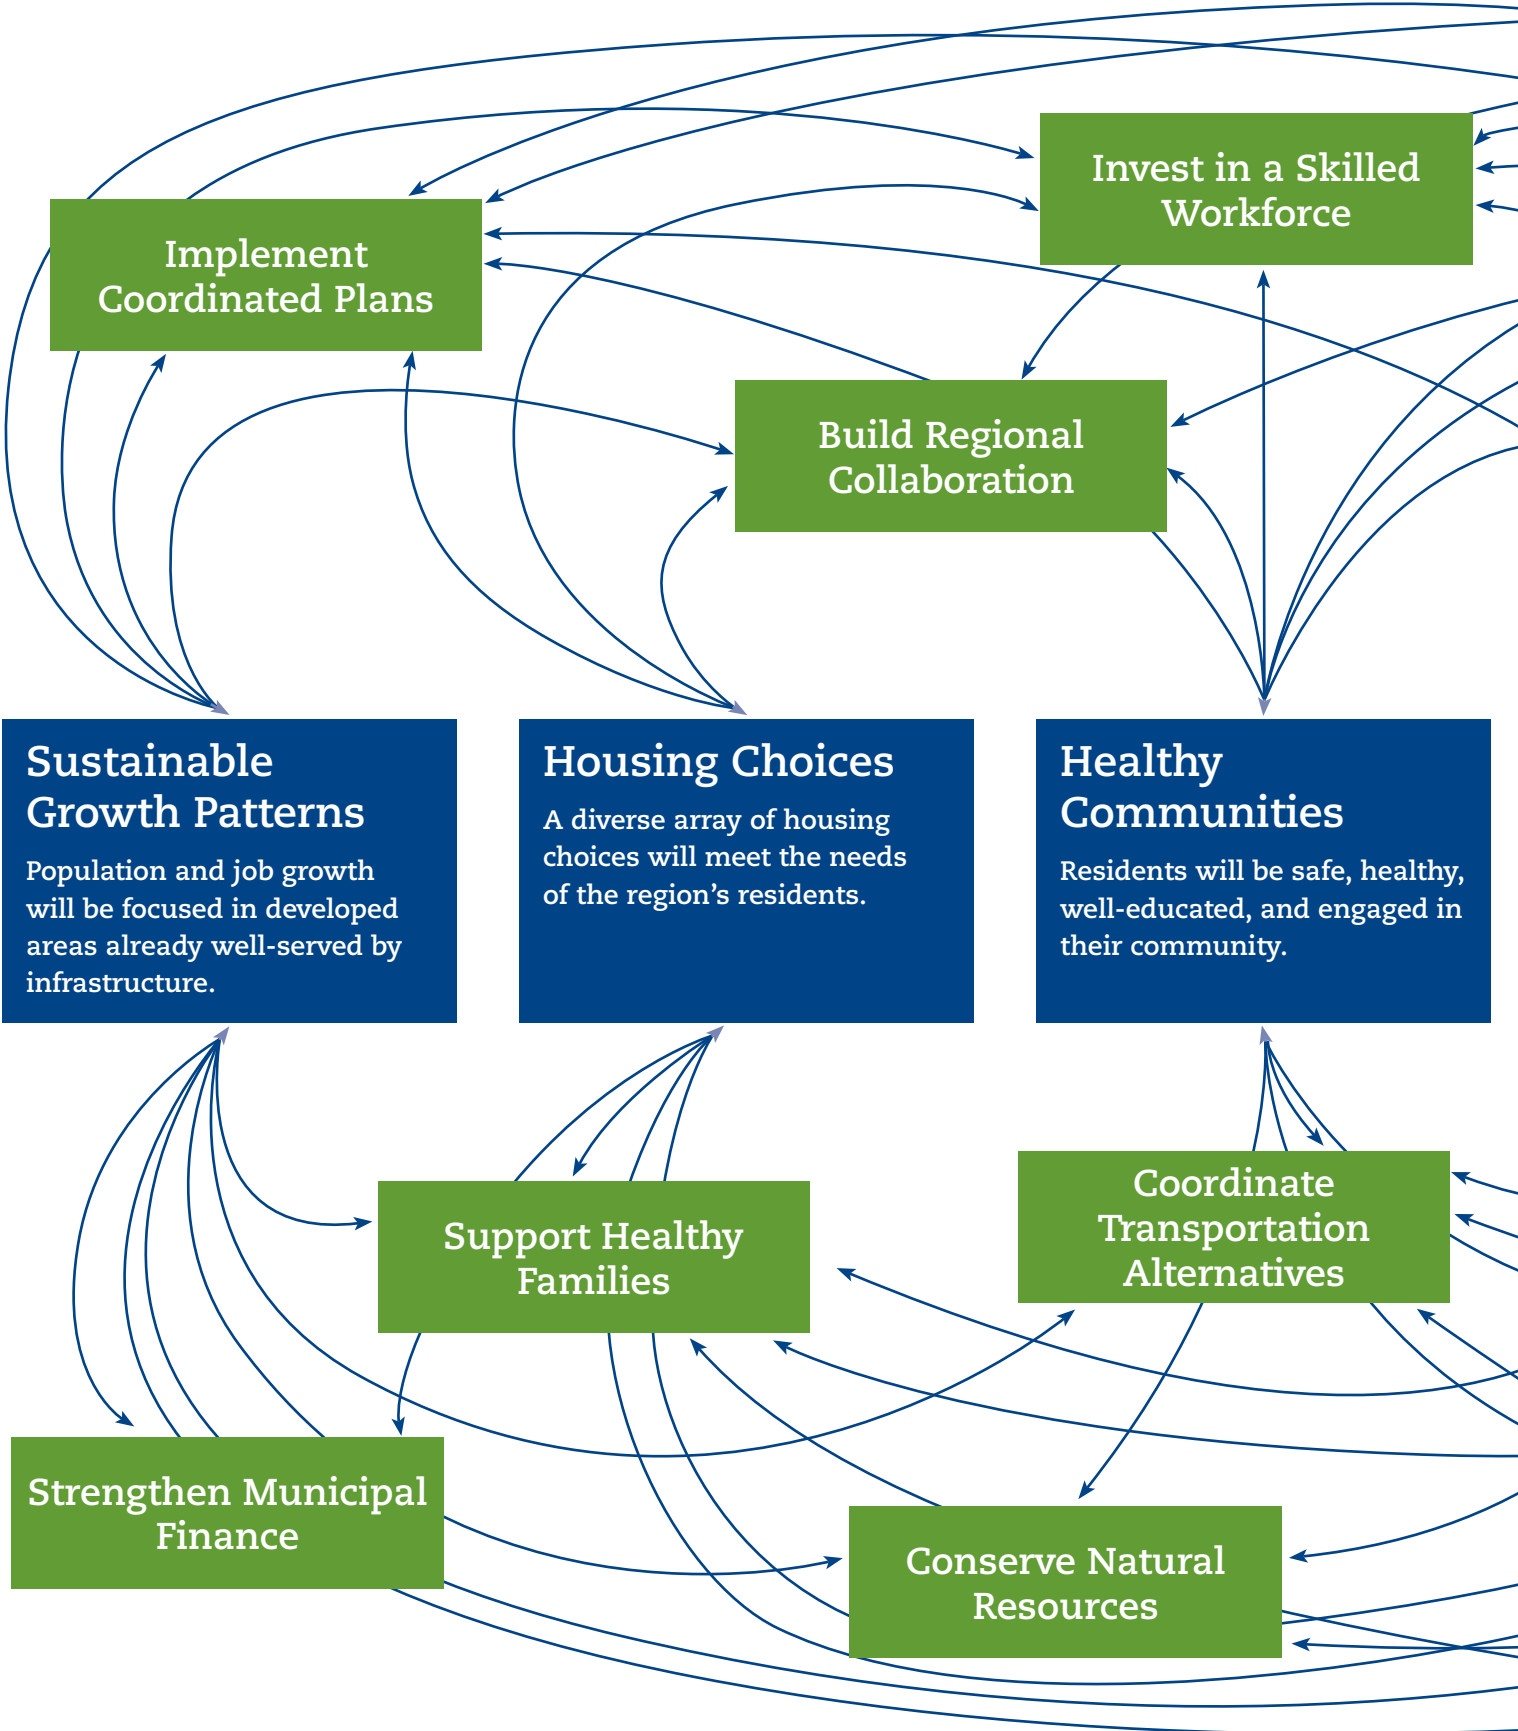 Invest in a Skilled
Workforce
Implement
Coordinated Plans
Build Regional
Collaboration
Sustainable
Growth Patterns
Population and job growth
will be focused in developed
areas already well-served by
infrastructure.
Housing Choices
A diverse array of housing
choices will meet the needs
of the region’s residents.
Healthy
Communities
Residents will be safe, healthy,
well-educated, and engaged in
their community.
Coordinate
Transportation
Alternatives
Support Healthy
Families
Strengthen Municipal
Finance
Conserve Natural
Resources